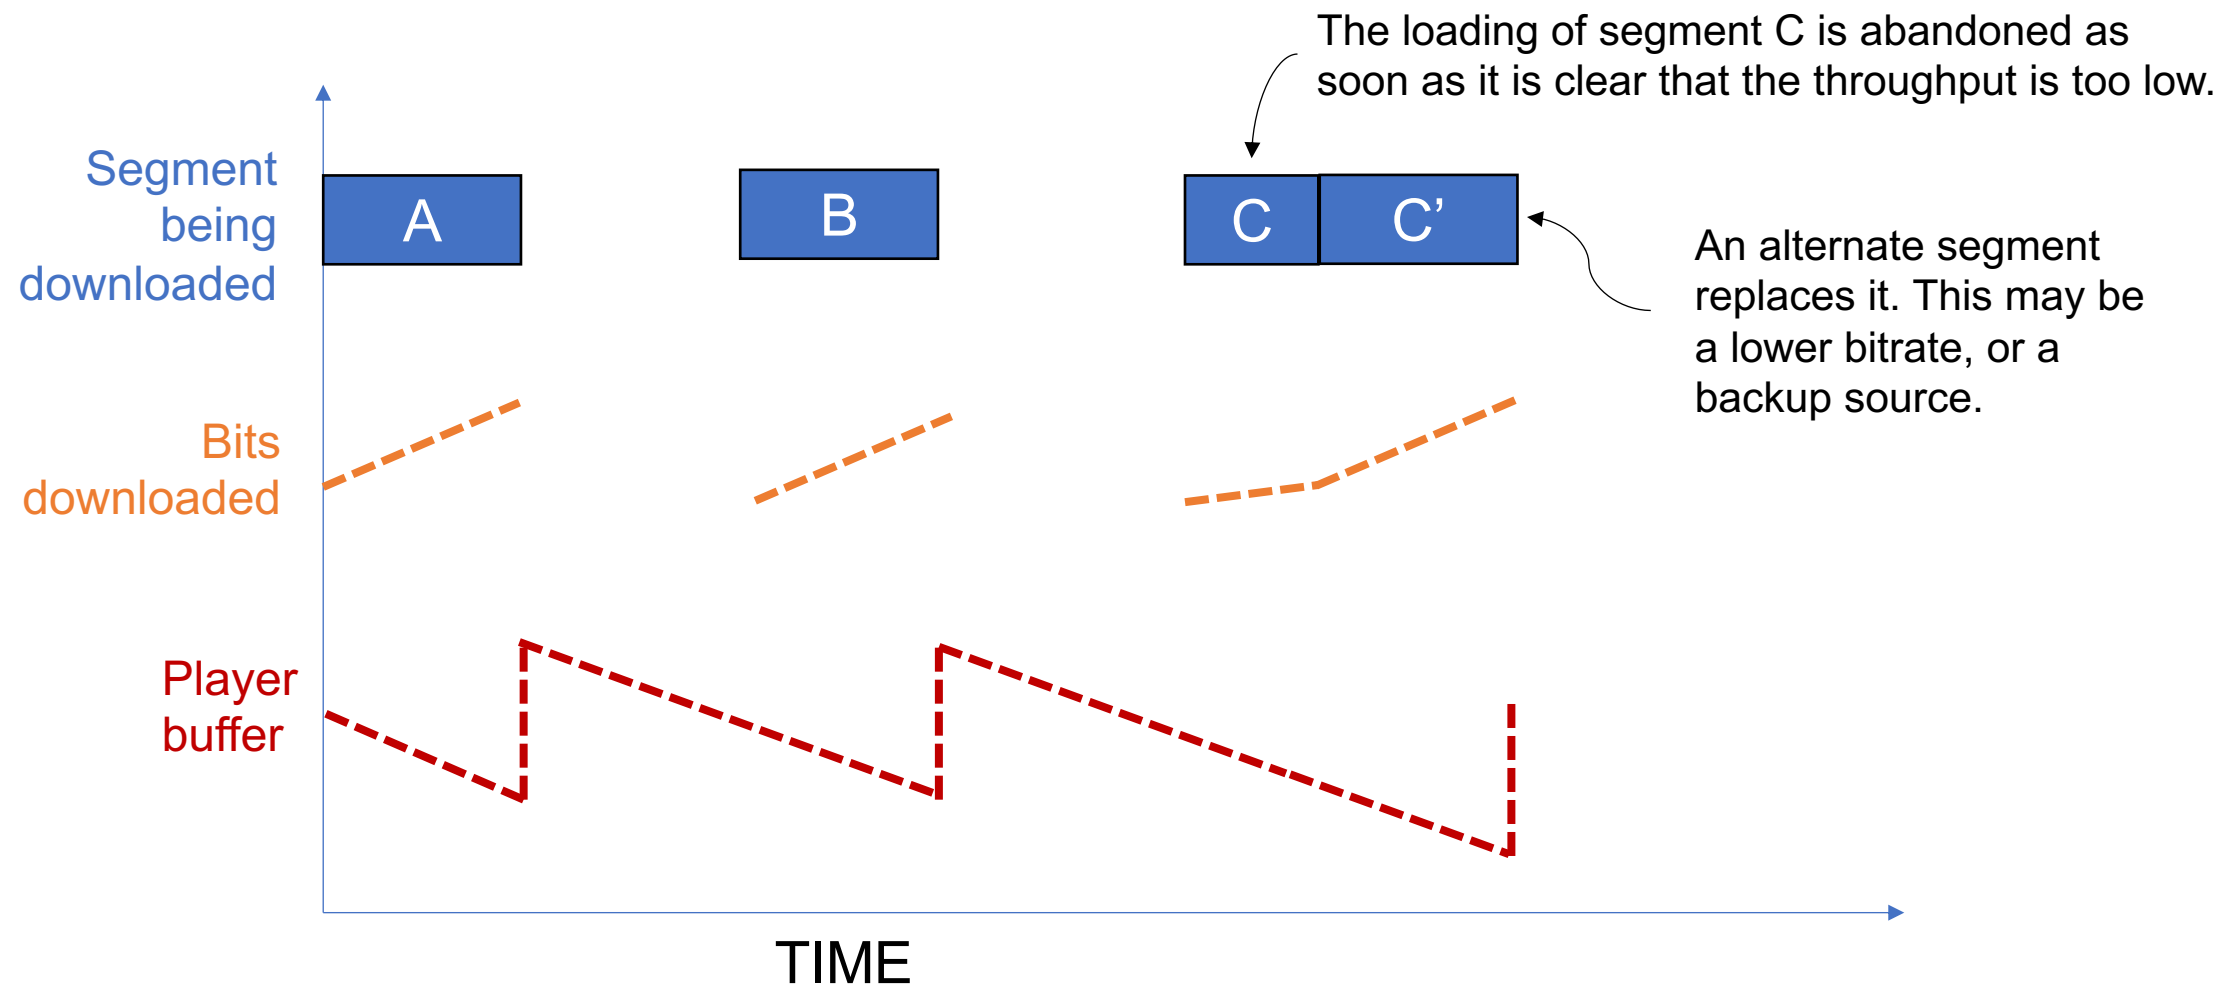 The loading of segment C is abandoned as
soon as it is clear that the throughput is too low.
Segment
being
downloaded
A
B
C
C’
An alternate segment
replaces it. This may be
a lower bitrate, or a
backup source.
Bits
downloaded
Player
buffer
TIME